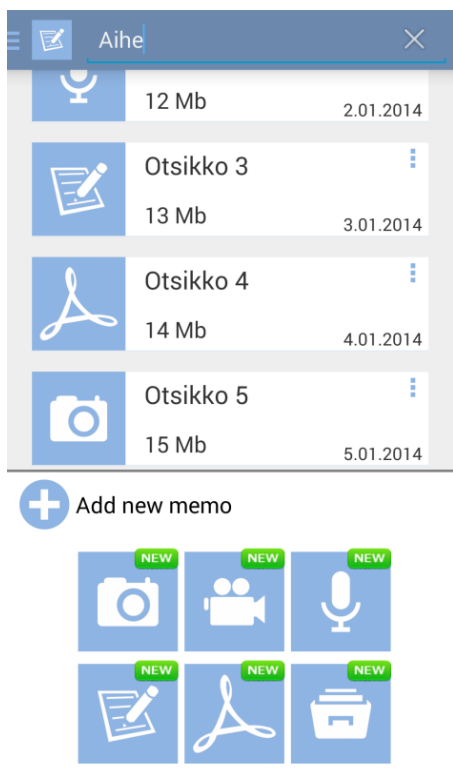 Aihe
12 Mb
2.01.2014
Otsikko 3
13 Mb
3.01.2014
Otsikko 4
14 Mb
4.01.2014
Otsikko 5
15 Mb
5.01.2014
Add new memo
NEW NEW NEW
NEW NEW NEW